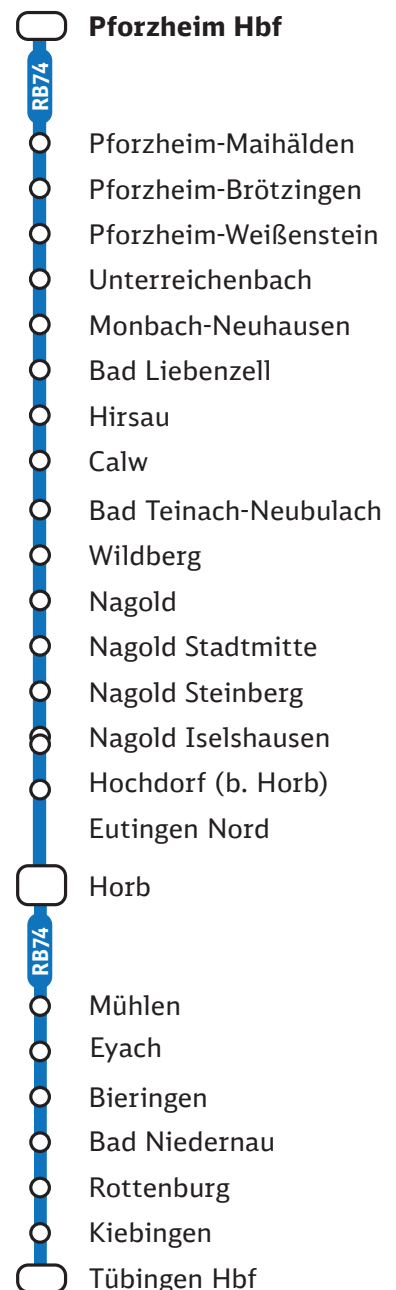 Pforzheim Hbf
RB74
Pforzheim-Maihälden
Pforzheim-Brötzingen
Pforzheim-Weißenstein
Unterreichenbach
Monbach-Neuhausen
Bad Liebenzell
Hirsau
Calw
Bad Teinach-Neubulach
Wildberg
Nagold
Nagold Stadtmitte
Nagold Steinberg
Nagold Iselshausen
Hochdorf (b. Horb)
Eutingen Nord
Horb
RB74
Mühlen
Eyach
Bieringen
Bad Niedernau
Rottenburg
Kiebingen
Tübingen Hbf